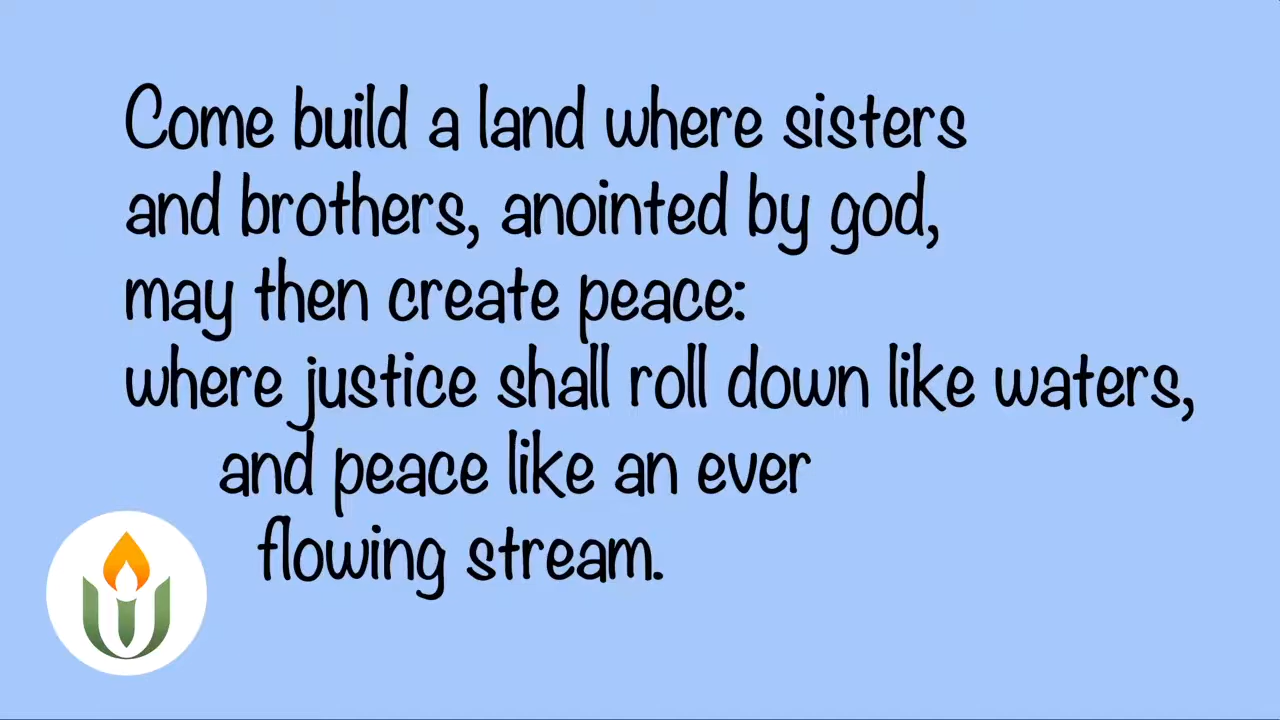 Come build a land where sisters
and brothers, anointed by god,
may then create peace:
where justice shall roll down like waters,
and peace like an ever
flowing stream.